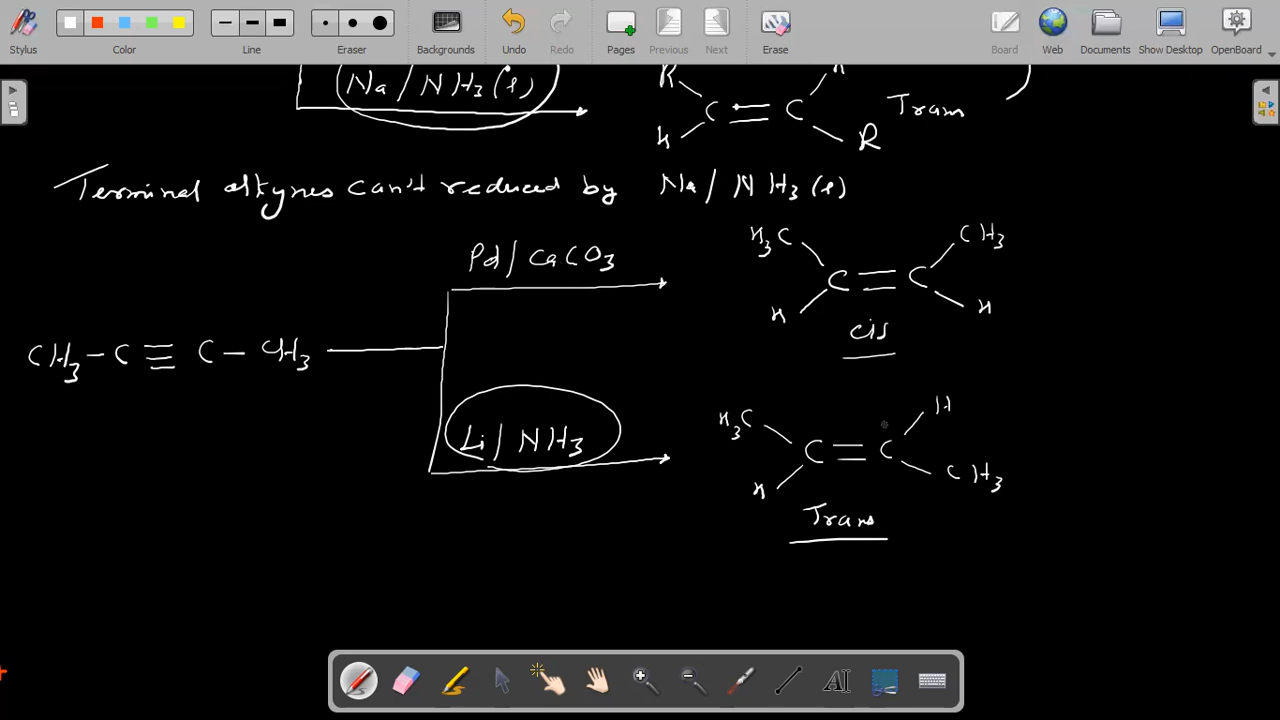 Stylus Color Line Eraser Backgrounds Undo Redo Pages Previous Next Erase Board Web Documents Show Desktop OpenBoard
Na / NH3 (l)
R H
C = C Trans
H R
Terminal alkynes can't reduced by Na / NH3 (l)
Pd / CaCO3
H3C CH3
C = C
H H
cis
CH3 - C ≡ C - CH3
Li / NH3
H3C H
C = C
H CH3
Trans
AI